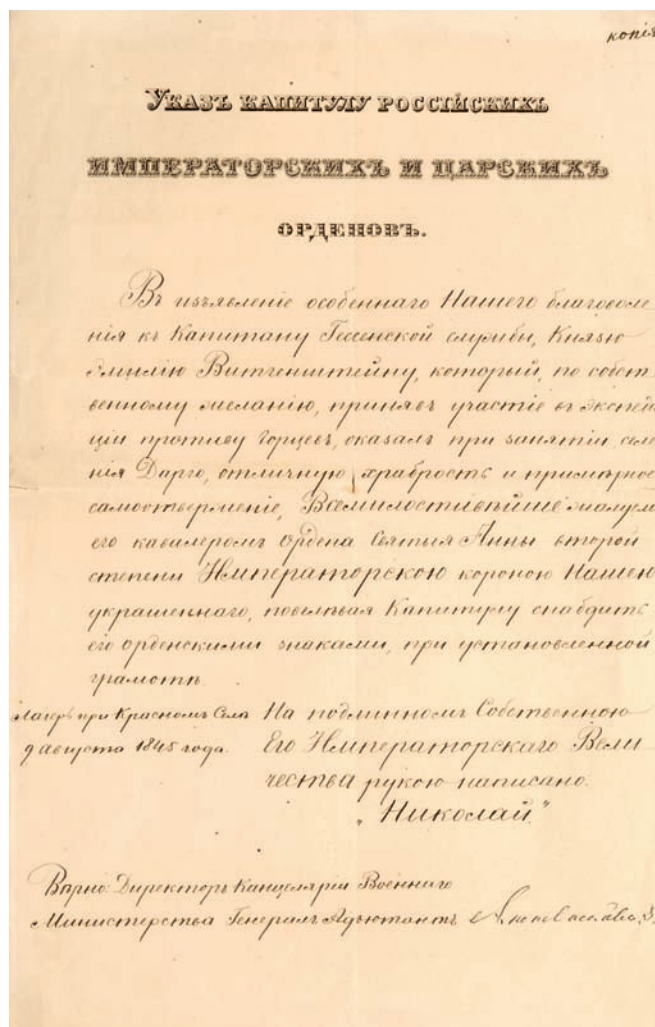 копія
Указъ капитулу россійскихъ
императорскихъ и царскихъ
орденовъ.
Въ изъявленіе особеннаго Нашего благоволе
нія къ Капитану Гессенской службы, Князю
Эмилію Витгенштейну, который, по собст
венному желанію, принявъ участіе въ экспеди
ціи противу Горцевъ, оказалъ при занятіи селе
нія Дарго, отличную храбрость и примѣрное
самоотверженіе, Всемилостивѣйше жалуемъ
его кавалеромъ ордена Святыя Анны второй
степени Императорскою короною Нашею
украшеннаго, повелѣвая Капитулу снабдить
его орденскими знаками, при установленной
грамотѣ.
Лагерь при Красномъ Селѣ
9 августа 1845 года.
На подлинномъ Собственною
Его Императорскаго Вели
чества рукою написано:
„Николай"
Вѣрно: Директоръ Канцеляріи Военнаго
Министерства Генералъ Адъютантъ